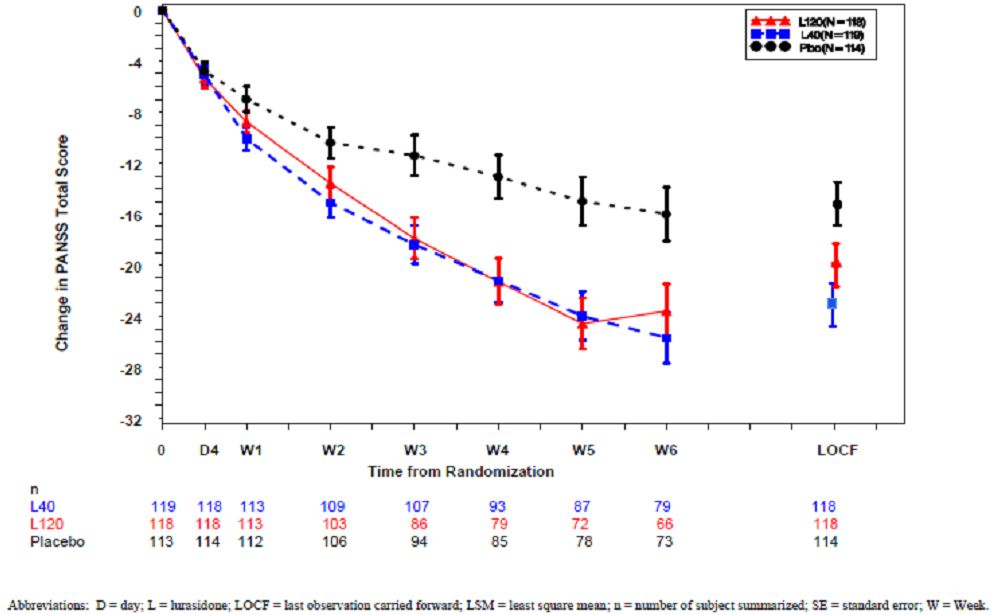 0
-4
-8
-12
-16
-20
-24
-28
-32
Change in PANSS Total Score
L120(N=118)
L40(N=119)
Pbo(N=114)
0 D4 W1 W2 W3 W4 W5 W6 LOCF
Time from Randomization
n
L40 119 118 113 109 107 93 87 79 118
L120 118 118 113 103 86 79 72 66 118
Placebo 113 114 112 106 94 85 78 73 114
Abbreviations: D = day; L = lurasidone; LOCF = last observation carried forward; LSM = least square mean; n = number of subject summarized; SE = standard error; W = Week